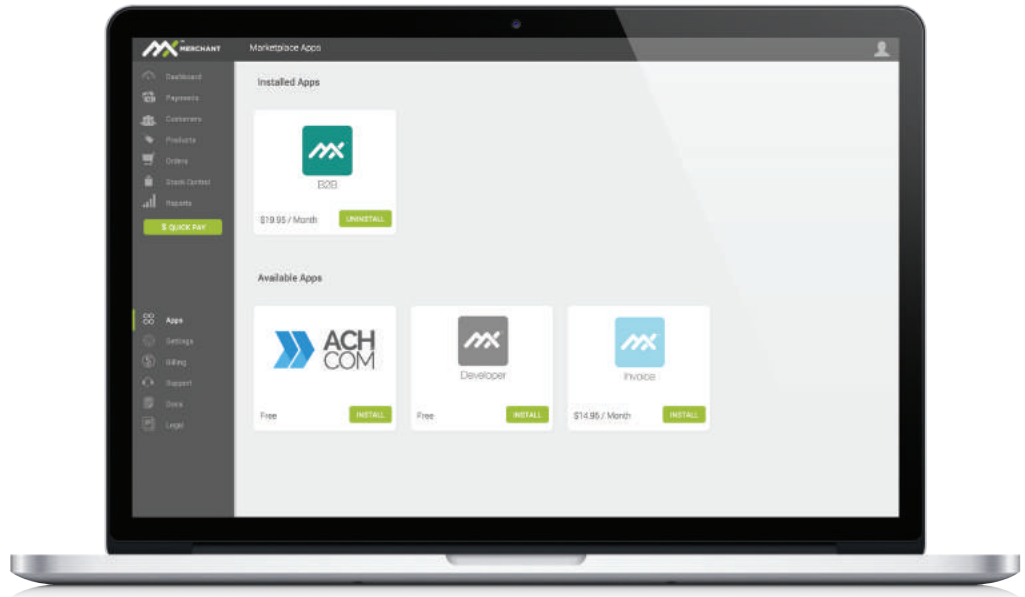 MX MERCHANT
Marketplace Apps
Dashboard
Payments
Customers
Products
Orders
Stock Control
Reports
$ QUICK PAY
Apps
Settings
Billing
Support
Docs
Legal
Installed Apps
B2B
$19.95 / Month
UNINSTALL
Available Apps
ACH
COM
Free
INSTALL
Developer
Free
INSTALL
Invoice
$14.95 / Month
INSTALL